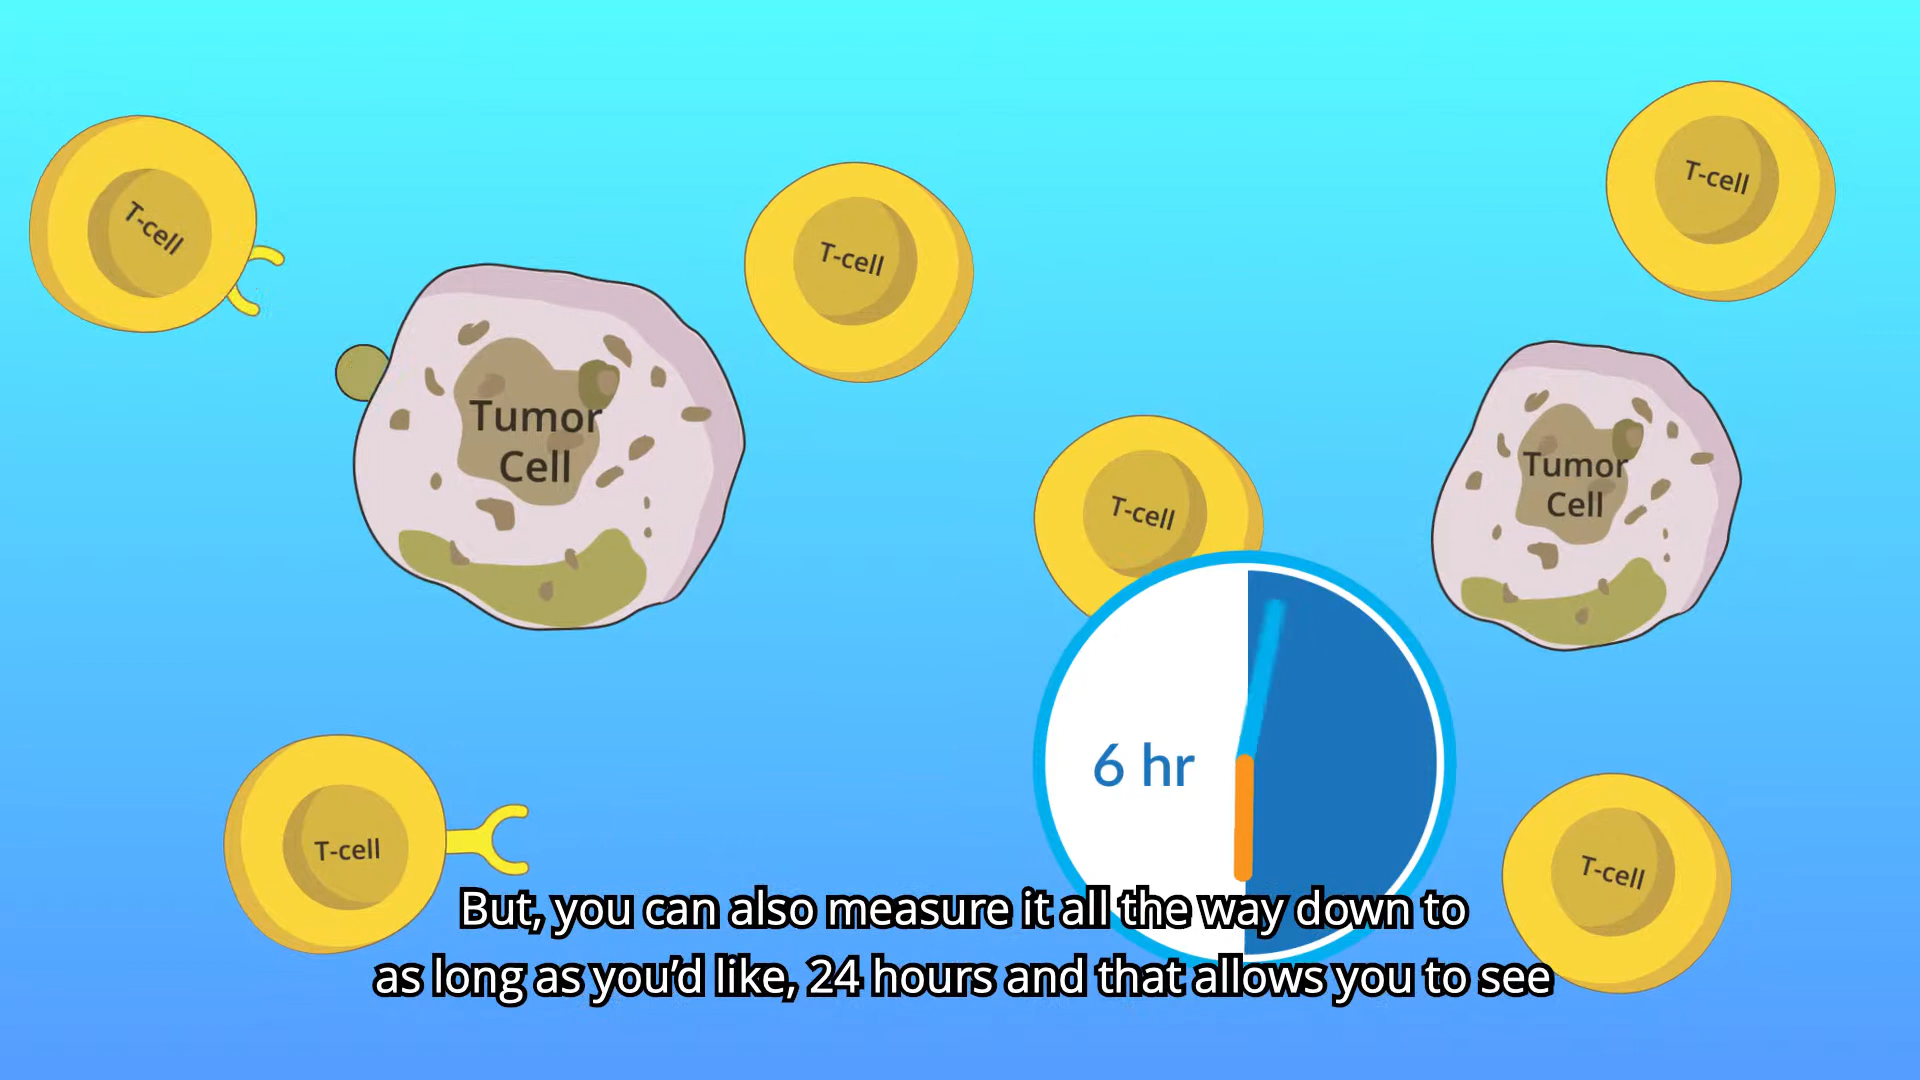 T-cell
T-cell
T-cell
Tumor
Cell
T-cell
Tumor
Cell
6 hr
T-cell
T-cell
But, you can also measure it all the way down to
as long as you'd like, 24 hours and that allows you to see